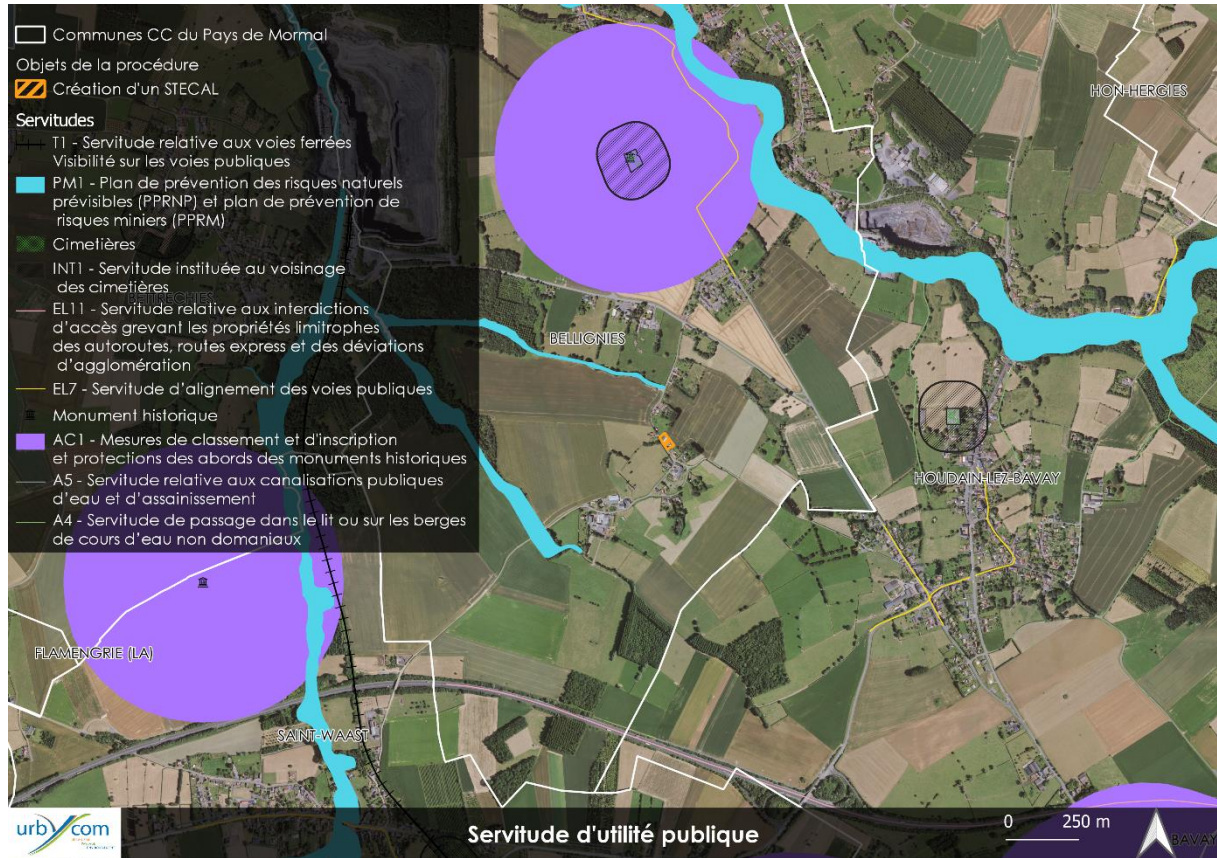 Communes CC du Pays de Mormal
Objets de la procédure
Création d'un STECAL
Servitudes
T1 - Servitude relative aux voies ferrées
Visibilité sur les voies publiques
PM1 - Plan de prévention des risques naturels
prévisibles (PPRNP) et plan de prévention de
risques miniers (PPRM)
Cimetières
INT1 - Servitude instituée au voisinage
des cimetières
EL11 - Servitude relative aux interdictions
d'accès grevant les propriétés limitrophes
des autoroutes, routes express et des déviations
d'agglomération
EL7 - Servitude d'alignement des voies publiques
Monument historique
AC1 - Mesures de classement et d'inscription
et protections des abords des monuments historiques
A5 - Servitude relative aux canalisations publiques
d'eau et d'assainissement
A4 - Servitude de passage dans le lit ou sur les berges
de cours d'eau non domaniaux
HON-HERGIES
BETTRECHIES
BELLIGNIES
HOUDAIN-LEZ-BAVAY
FLAMENGRIE (LA)
SAINT-WAAST
BAVAY
urbycom
Servitude d'utilité publique
0 250 m